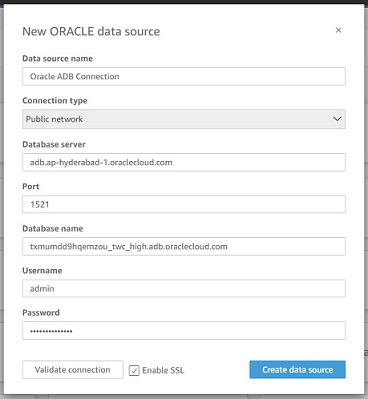 New ORACLE data source
×
Data source name
Oracle ADB Connection
Connection type
Public network
Database server
adb.ap-hyderabad-1.oraclecloud.com
Port
1521
Database name
txmumdd9hqemzou_twc_high.adb.oraclecloud.com
Username
admin
Password
••••••••••••••
Validate connection
Enable SSL
Create data source